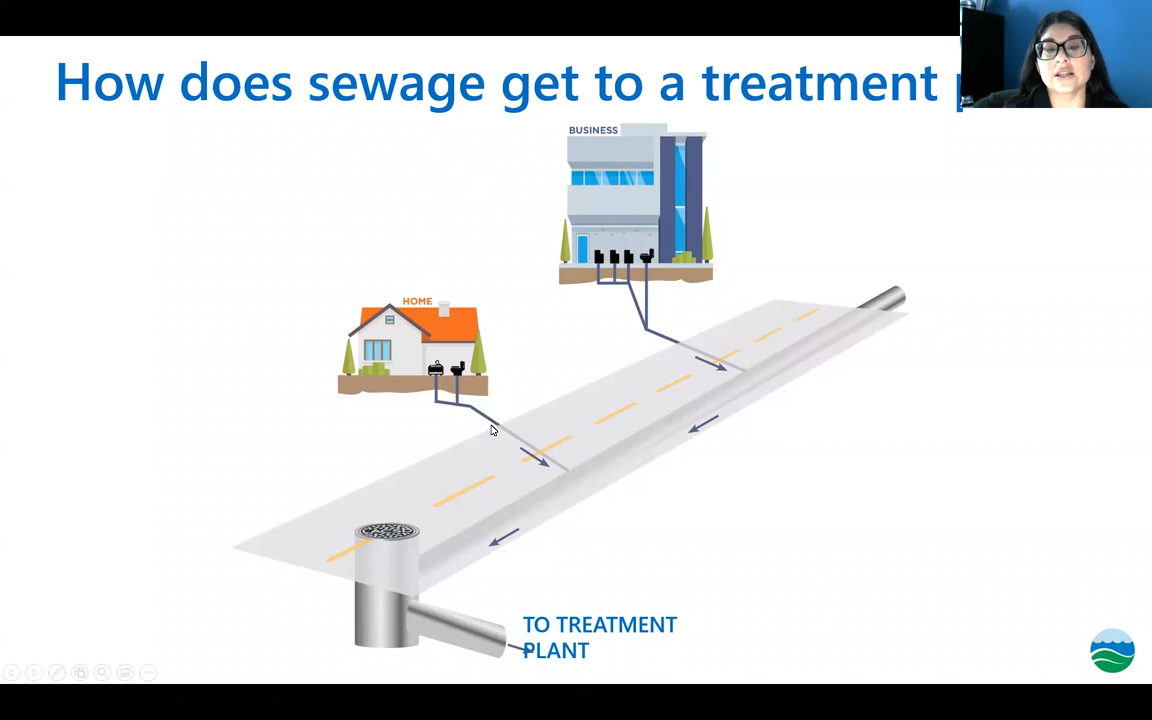 How does sewage get to a treatment
BUSINESS
HOME
TO TREATMENT
PLANT